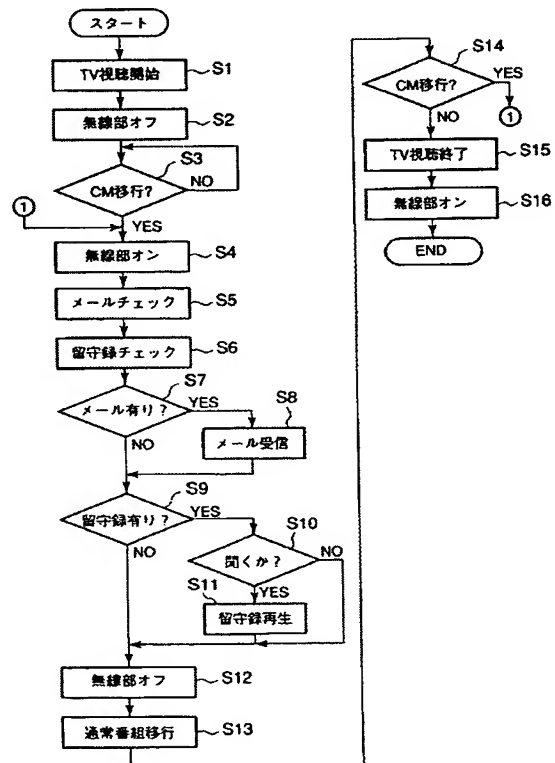 スタート
TV視聴開始
S1
無線部オフ
S2
S3
CM移行?
NO
YES
1
無線部オン
S4
メールチェック
S5
留守録チェック
S6
S7
メール有り?
YES
NO
S8
メール受信
S9
留守録有り?
YES
NO
S10
聞くか?
NO
YES
S11
留守録再生
無線部オフ
S12
通常番組移行
S13
S14
CM移行?
YES
1
NO
TV視聴終了
S15
無線部オン
S16
END